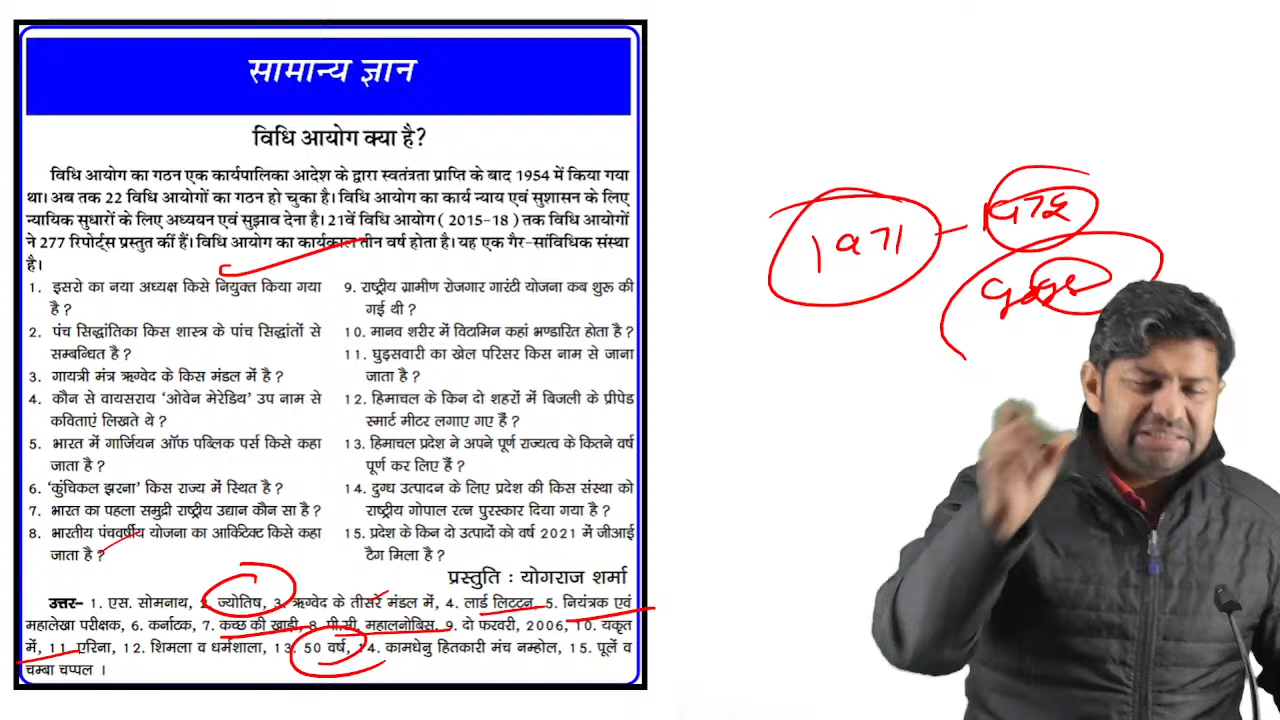 सामान्य ज्ञान
विधि आयोग क्या है?
विधि आयोग का गठन एक कार्यपालिका आदेश के द्वारा स्वतंत्रता प्राप्ति के बाद 1954 में किया गया
था। अब तक 22 विधि आयोगों का गठन हो चुका है। विधि आयोग का कार्य न्याय एवं सुशासन के लिए
न्यायिक सुधारों के लिए अध्ययन एवं सुझाव देना है। 21वें विधि आयोग ( 2015-18 ) तक विधि आयोगों
ने 277 रिपोर्ट्स प्रस्तुत कीं हैं। विधि आयोग का कार्यकाल तीन वर्ष होता है। यह एक गैर-सांविधिक संस्था
है।
1. इसरो का नया अध्यक्ष किसे नियुक्त किया गया
है ?
2. पंच सिद्धांतिका किस शास्त्र के पांच सिद्धांतों से
सम्बन्धित है ?
3. गायत्री मंत्र ऋग्वेद के किस मंडल में है ?
4. कौन से वायसराय ‘ओवेन मेरेडिथ’ उप नाम से
कविताएं लिखते थे ?
5. भारत में गार्जियन ऑफ पब्लिक पर्स किसे कहा
जाता है ?
6. ‘कुंचिकल झरना’ किस राज्य में स्थित है ?
7. भारत का पहला समुद्री राष्ट्रीय उद्यान कौन सा है ?
8. भारतीय पंचवर्षीय योजना का आर्किटेक्ट किसे कहा
जाता है ?
9. राष्ट्रीय ग्रामीण रोजगार गारंटी योजना कब शुरू की
गई थी ?
10. मानव शरीर में विटामिन कहां भण्डारित होता है ?
11. घुड़सवारी का खेल परिसर किस नाम से जाना
जाता है ?
12. हिमाचल के किन दो शहरों में बिजली के प्रीपेड
स्मार्ट मीटर लगाए गए हैं ?
13. हिमाचल प्रदेश ने अपने पूर्ण राज्यत्व के कितने वर्ष
पूर्ण कर लिए हैं ?
14. दुग्ध उत्पादन के लिए प्रदेश की किस संस्था को
राष्ट्रीय गोपाल रत्न पुरस्कार दिया गया है ?
15. प्रदेश के किन दो उत्पादों को वर्ष 2021 में जीआई
टैग मिला है ?
प्रस्तुति : योगराज शर्मा
उत्तर– 1. एस. सोमनाथ, 2. ज्योतिष, 3. ऋग्वेद के तीसरे मंडल में, 4. लार्ड लिटटन, 5. नियंत्रक एवं
महालेखा परीक्षक, 6. कर्नाटक, 7. कच्छ की खाड़ी, 8. पी.सी. महालनोबिस, 9. दो फरवरी, 2006, 10. यकृत
में, 11. एरिना, 12. शिमला व धर्मशाला, 13. 50 वर्ष, 14. कामधेनु हितकारी मंच नम्होल, 15. पूलें व
चम्बा चप्पल ।
1971